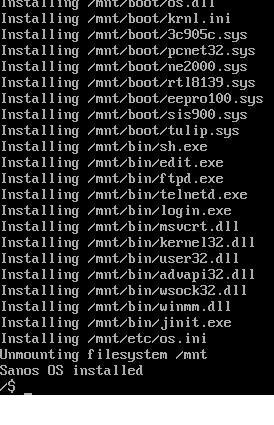 Installing /mnt/boot/os.dll
Installing /mnt/boot/krnl.ini
Installing /mnt/boot/3c905c.sys
Installing /mnt/boot/pcnet32.sys
Installing /mnt/boot/ne2000.sys
Installing /mnt/boot/rtl8139.sys
Installing /mnt/boot/eepro100.sys
Installing /mnt/boot/sis900.sys
Installing /mnt/boot/tulip.sys
Installing /mnt/bin/sh.exe
Installing /mnt/bin/edit.exe
Installing /mnt/bin/ftpd.exe
Installing /mnt/bin/telnetd.exe
Installing /mnt/bin/login.exe
Installing /mnt/bin/msvcrt.dll
Installing /mnt/bin/kernel32.dll
Installing /mnt/bin/user32.dll
Installing /mnt/bin/advapi32.dll
Installing /mnt/bin/wsock32.dll
Installing /mnt/bin/winmm.dll
Installing /mnt/bin/jinit.exe
Installing /mnt/etc/os.ini
Unmounting filesystem /mnt
Sanos OS installed
/$ _